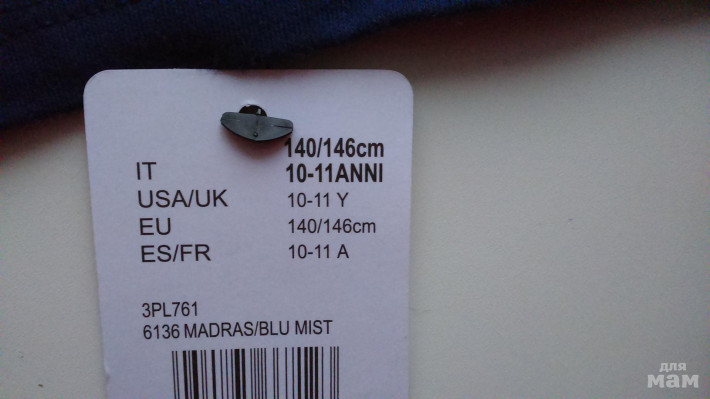 140/146cm
IT 10-11ANNI
USA/UK 10-11 Y
EU 140/146cm
ES/FR 10-11 A
3PL761
6136 MADRAS/BLU MIST
для
мам